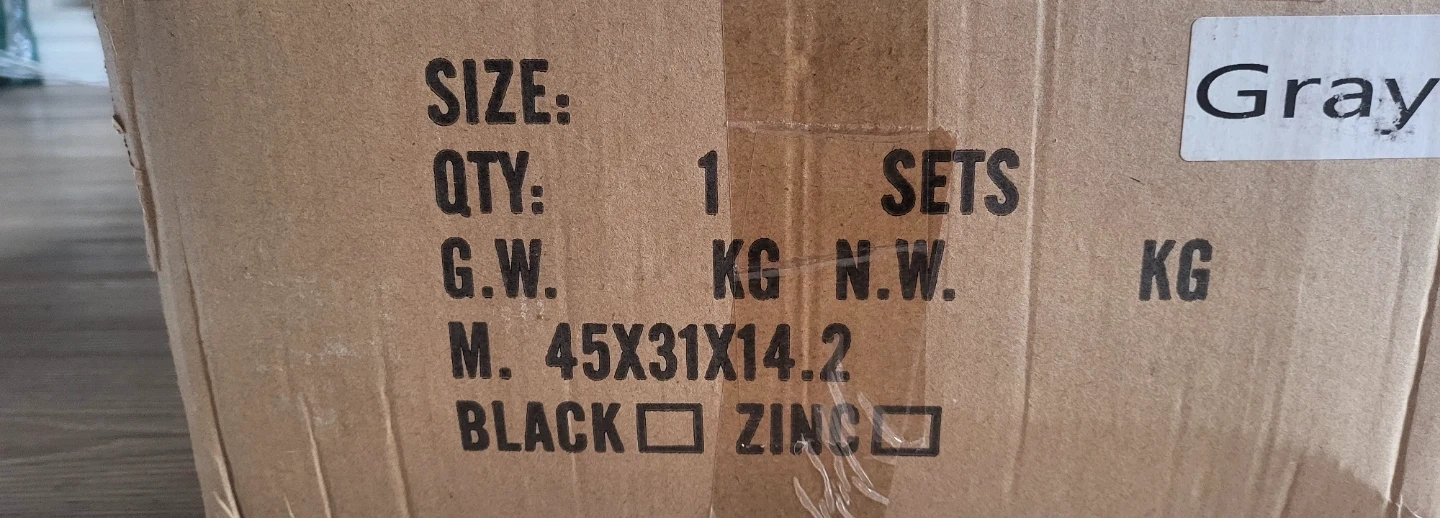 Gray
SIZE:
QTY: 1 SETS
G.W. KG N.W. KG
M. 45X31X14.2
BLACK ZINC